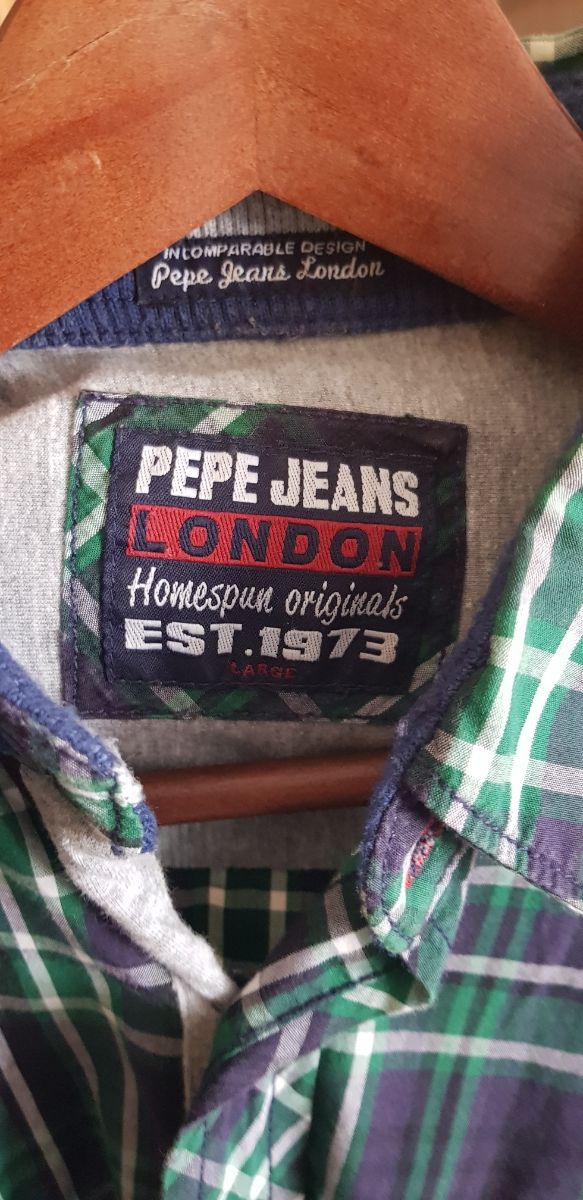 INCOMPARABLE DESIGN
Pepe Jeans London
PEPE JEANS
LONDON
Homespun originals
EST.1973
LARGE